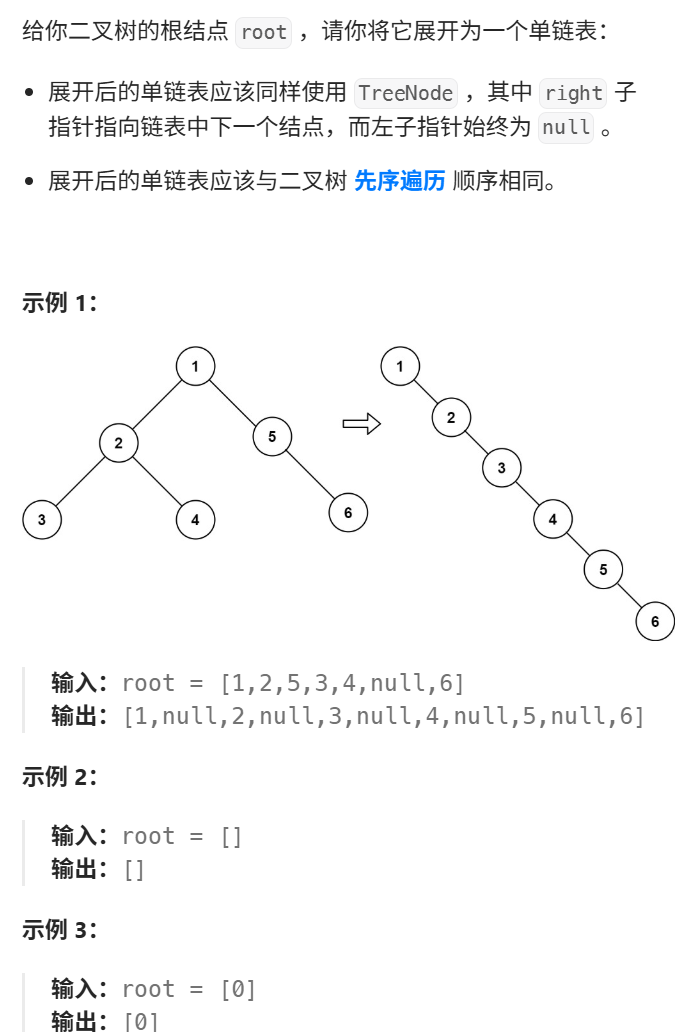 给你二叉树的根结点 root ，请你将它展开为一个单链表：
展开后的单链表应该同样使用 TreeNode ，其中 right 子
指针指向链表中下一个结点，而左子指针始终为 null 。
展开后的单链表应该与二叉树 先序遍历 顺序相同。
示例 1：
1
2
5
3
4
6
1
2
3
4
5
6
输入：root = [1,2,5,3,4,null,6]
输出：[1,null,2,null,3,null,4,null,5,null,6]
示例 2：
输入：root = []
输出：[]
示例 3：
输入：root = [0]
输出：[0]